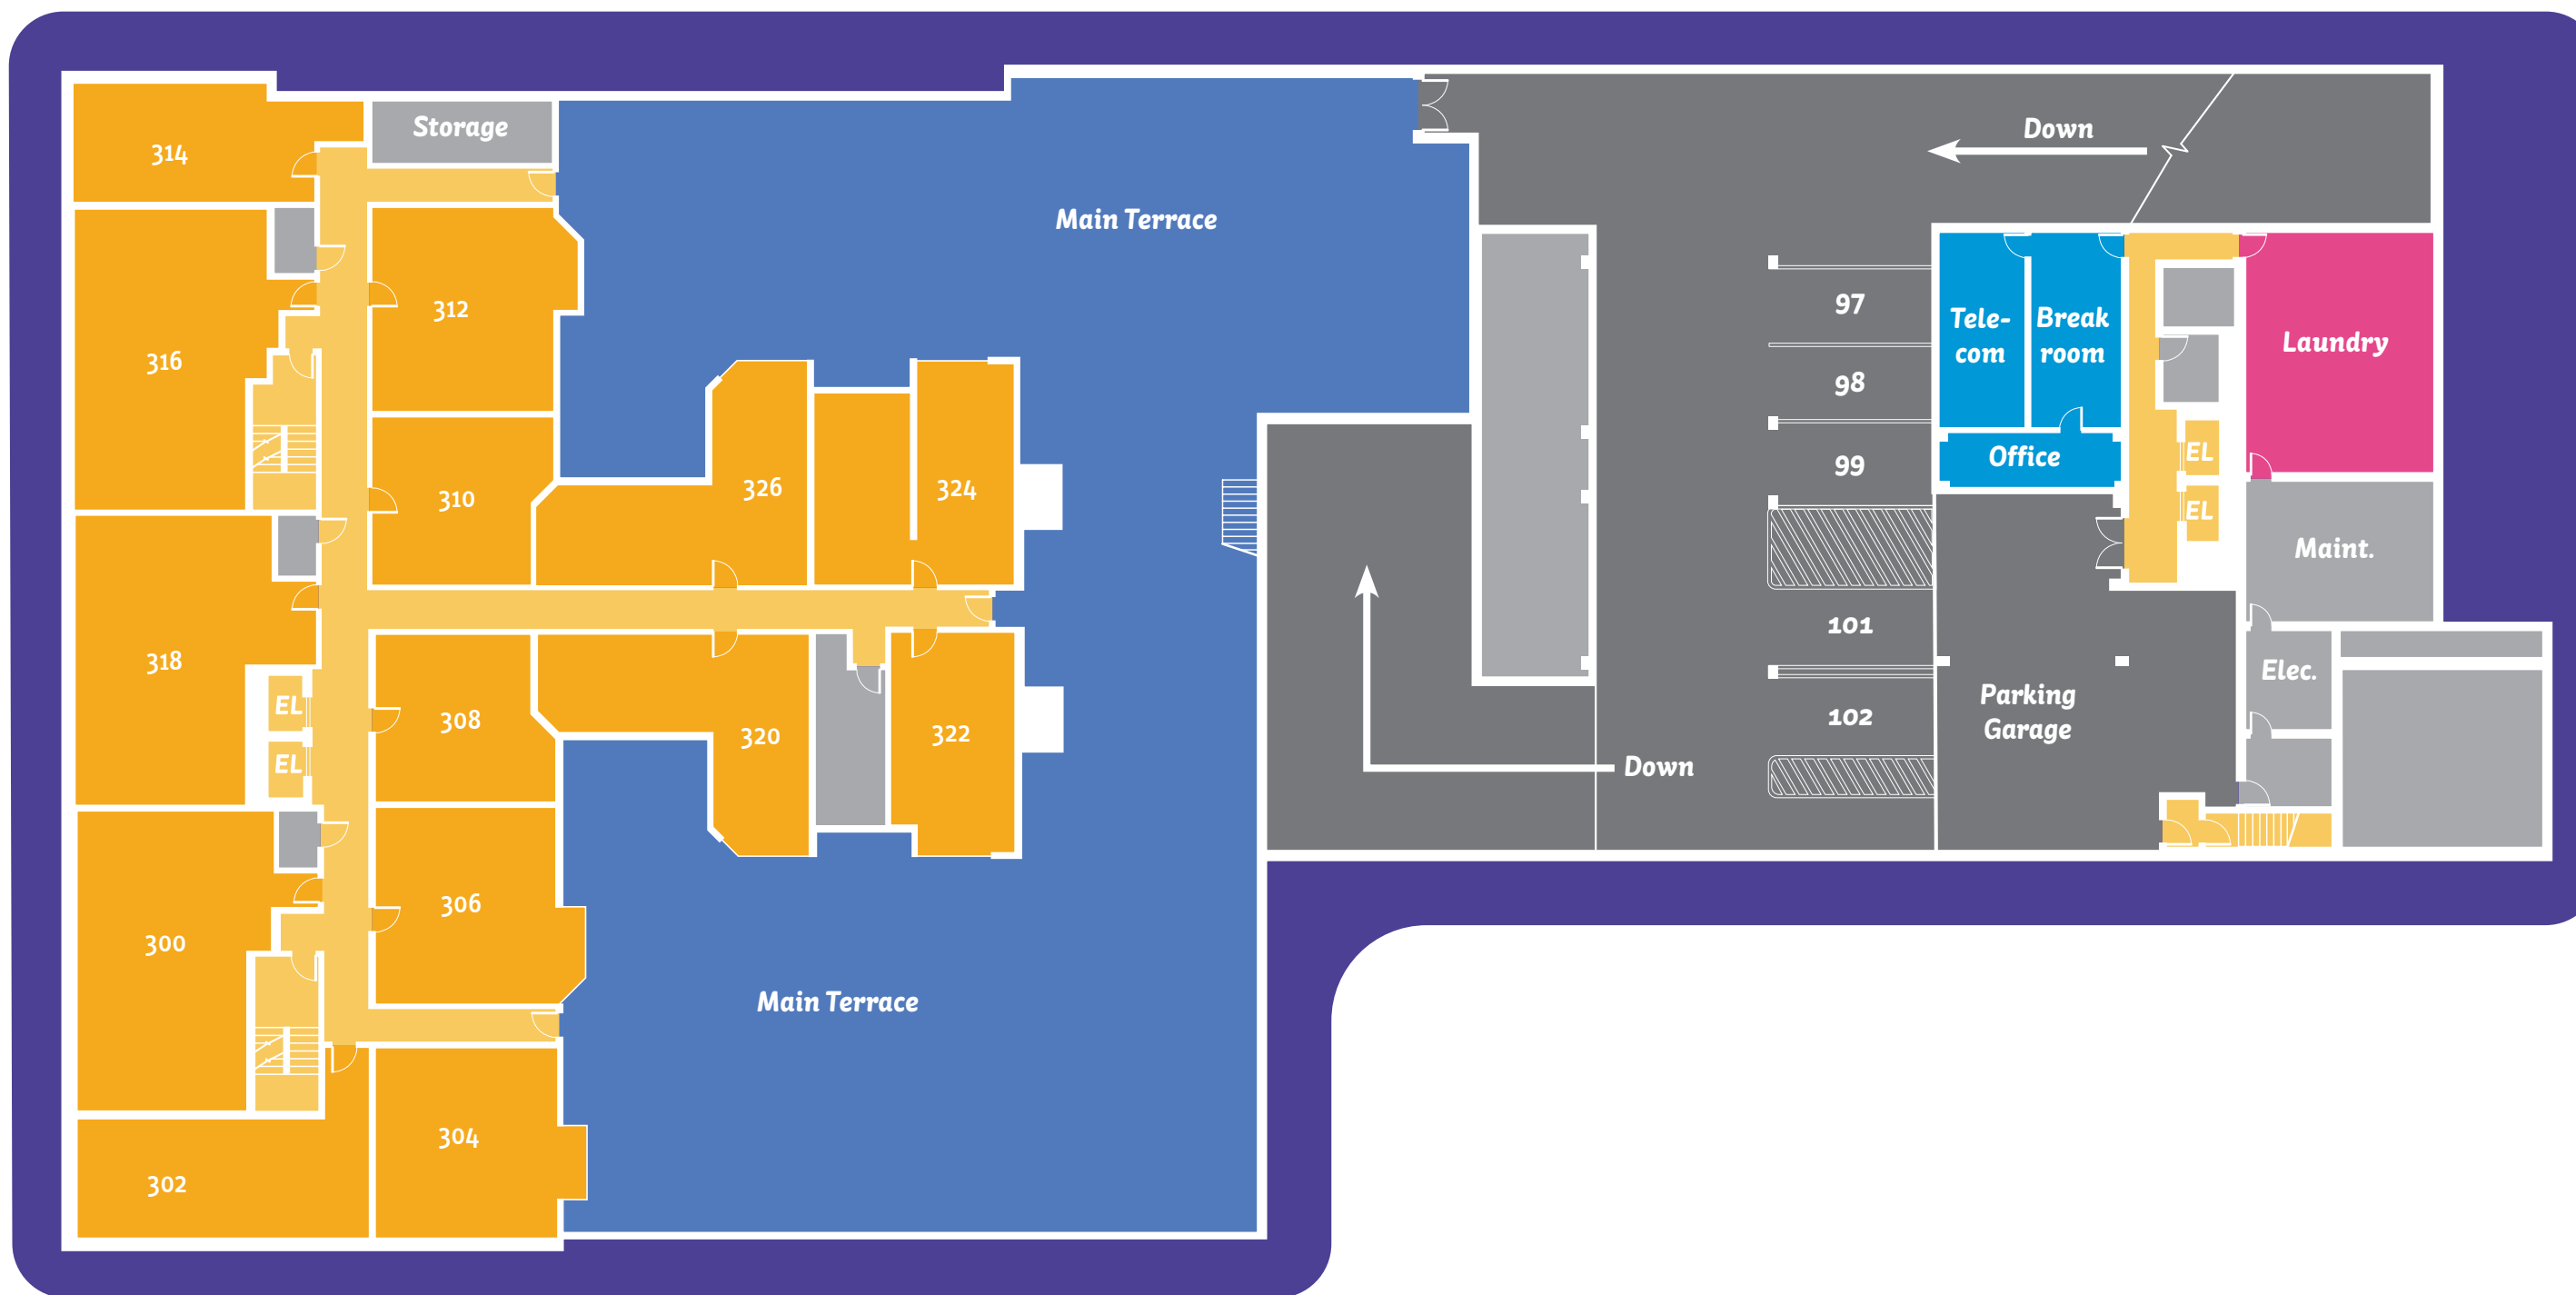 314
Storage
Down
Main Terrace
312
97
316
Tele-
com
Break
room
Laundry
98
310
326
324
99
Office
EL
EL
Maint.
318
101
Elec.
EL
308
320
322
102
Parking
Garage
EL
Down
306
300
Main Terrace
304
302